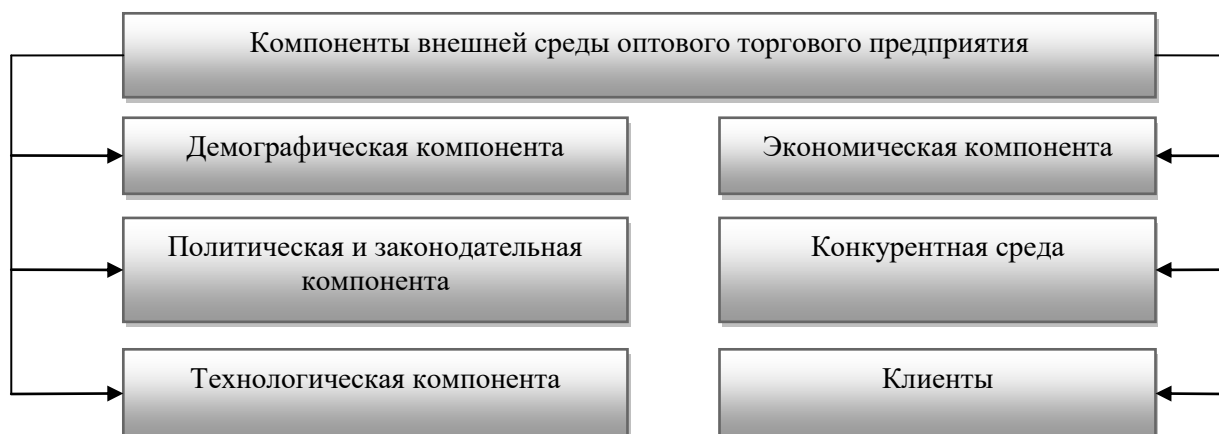 Компоненты внешней среды оптового торгового предприятия
Демографическая компонента
Экономическая компонента
Политическая и законодательная
компонента
Конкурентная среда
Технологическая компонента
Клиенты